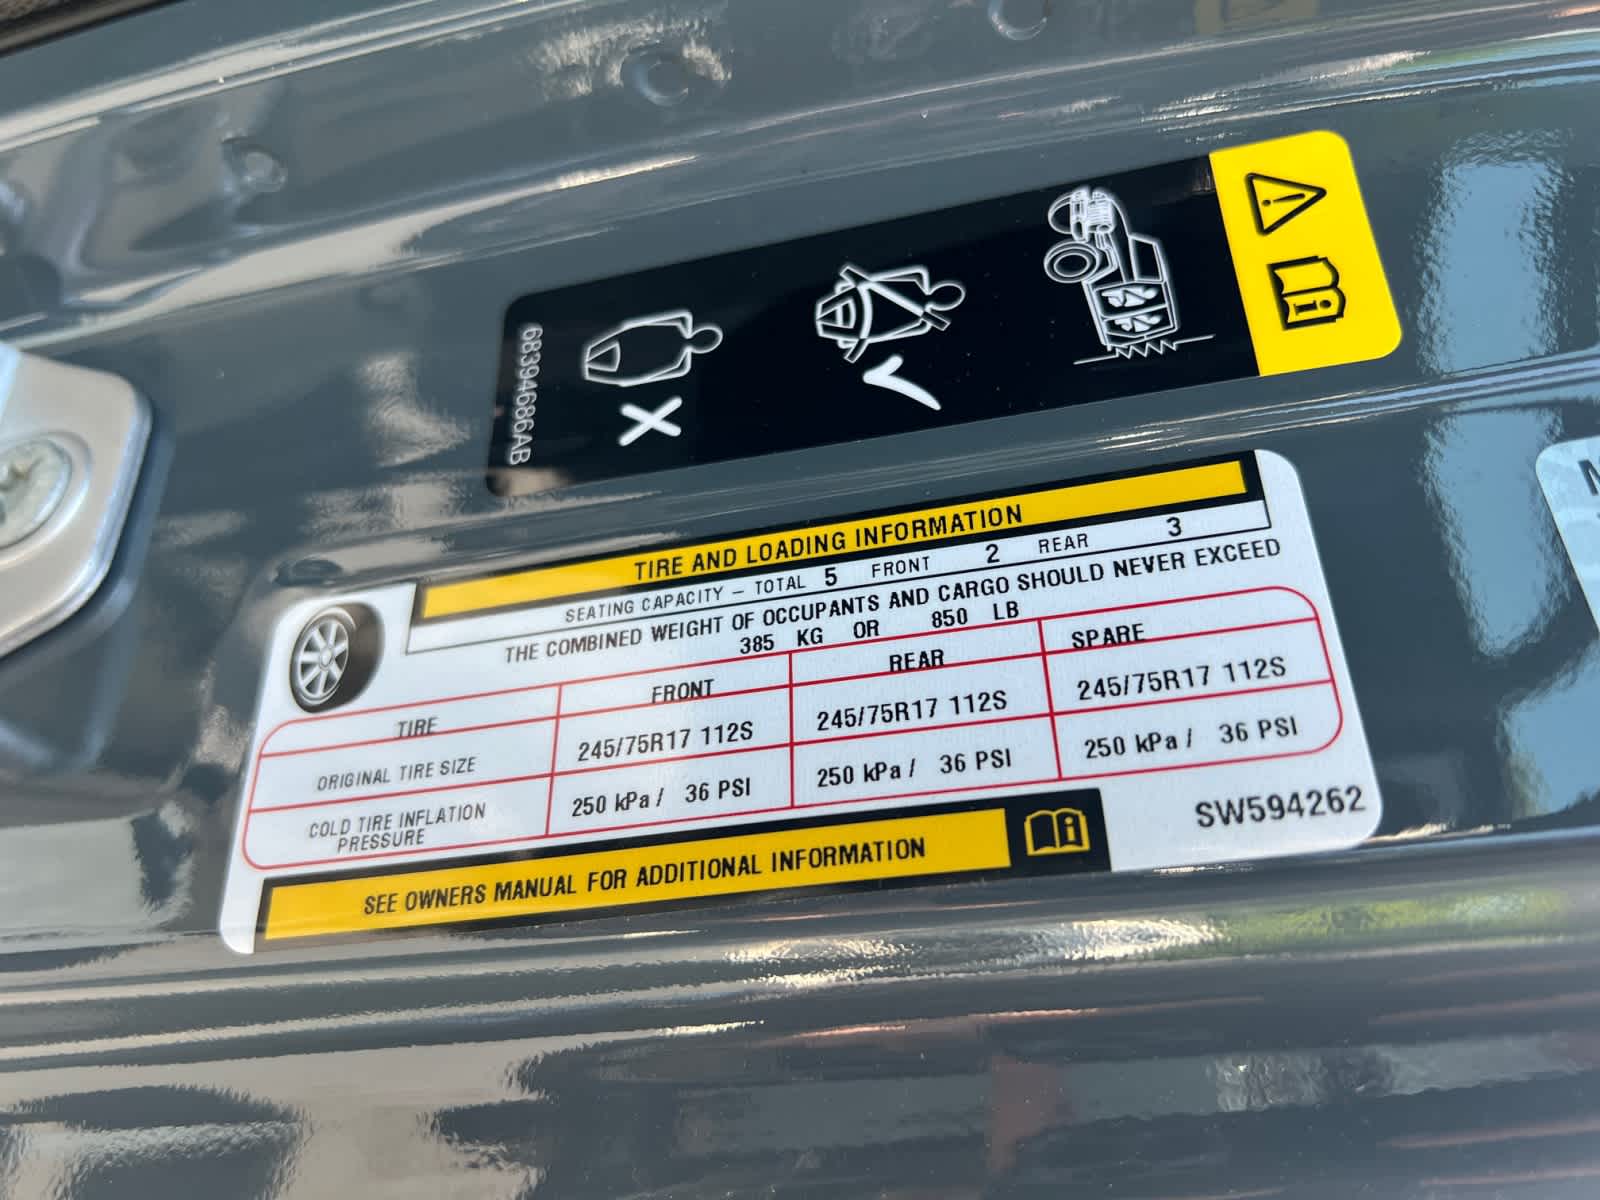 68394686AB
TIRE AND LOADING INFORMATION
SEATING CAPACITY – TOTAL 5 FRONT 2 REAR 3
THE COMBINED WEIGHT OF OCCUPANTS AND CARGO SHOULD NEVER EXCEED
385 KG OR 850 LB
TIRE FRONT REAR SPARE
ORIGINAL TIRE SIZE 245/75R17 112S 245/75R17 112S 245/75R17 112S
COLD TIRE INFLATION
PRESSURE 250 kPa / 36 PSI 250 kPa / 36 PSI 250 kPa / 36 PSI
SEE OWNERS MANUAL FOR ADDITIONAL INFORMATION
SW594262